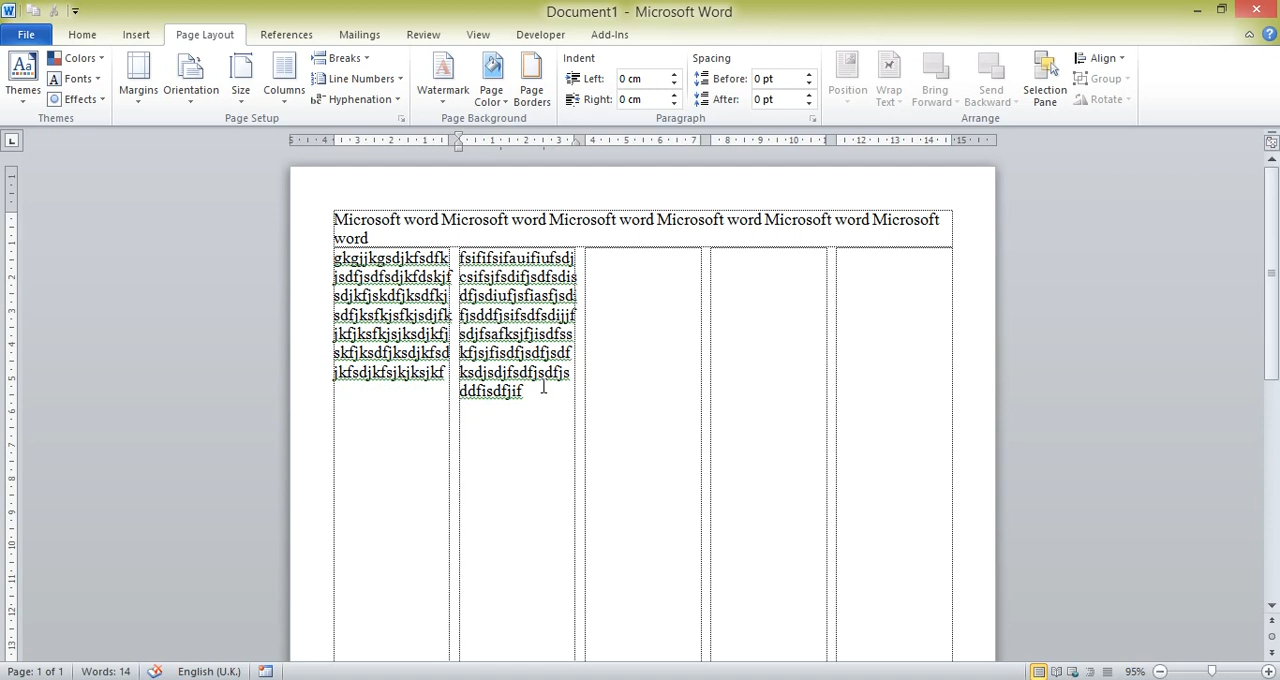 Document1 - Microsoft Word
File Home Insert Page Layout References Mailings Review View Developer Add-Ins
Themes Colors Fonts Effects Margins Orientation Size Columns Breaks Line Numbers Hyphenation Watermark Page Color Page Borders Indent Left: 0 cm Right: 0 cm Spacing Before: 0 pt After: 0 pt Position Wrap Text Bring Forward Send Backward Selection Pane Align Group Rotate
Themes Page Setup Page Background Paragraph Arrange
Microsoft word Microsoft word Microsoft word Microsoft word Microsoft word Microsoft
word
gkgjjkgsdjkfsdfk
jsdfjsdfsdjkfdskjf
sdjkfjskdfjksdfkj
sdfjksfkjsfkjsdjfk
jkfjksfkjsjksdjkfj
skfjksdfjksdjkfsd
jkfsdjkfsjkjksjkf
fsififsifauifiufsdj
csifsjfsdifjsdfsdis
dfjsdiufjsfiasfjsdi
fjsddfjsifsdfsdijjf
sdjfsafksjfjisdfss
kfjsjfisdfjsdfjsdf
ksdjsdjfsdfjsdfjs
ddfisdfjif
Page: 1 of 1 Words: 14 English (U.K.) 95%